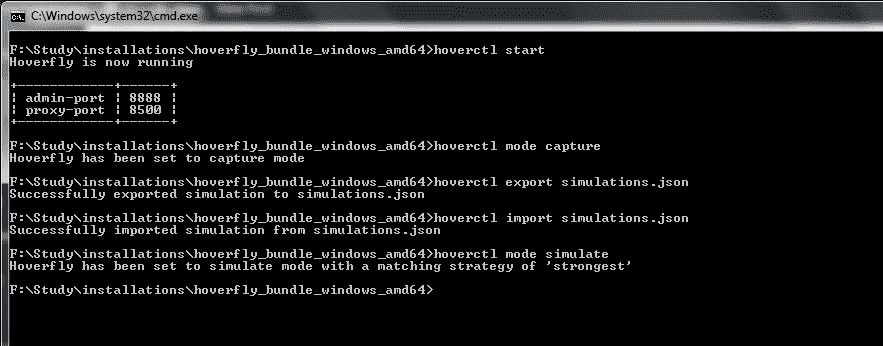 C:\Windows\system32\cmd.exe
F:\Study\installations\hoverfly_bundle_windows_amd64>hoverctl start
Hoverfly is now running
+------------+------+
¦ admin-port ¦ 8888 ¦
¦ proxy-port ¦ 8500 ¦
+------------+------+
F:\Study\installations\hoverfly_bundle_windows_amd64>hoverctl mode capture
Hoverfly has been set to capture mode
F:\Study\installations\hoverfly_bundle_windows_amd64>hoverctl export simulations.json
Successfully exported simulation to simulations.json
F:\Study\installations\hoverfly_bundle_windows_amd64>hoverctl import simulations.json
Successfully imported simulation from simulations.json
F:\Study\installations\hoverfly_bundle_windows_amd64>hoverctl mode simulate
Hoverfly has been set to simulate mode with a matching strategy of 'strongest'
F:\Study\installations\hoverfly_bundle_windows_amd64>